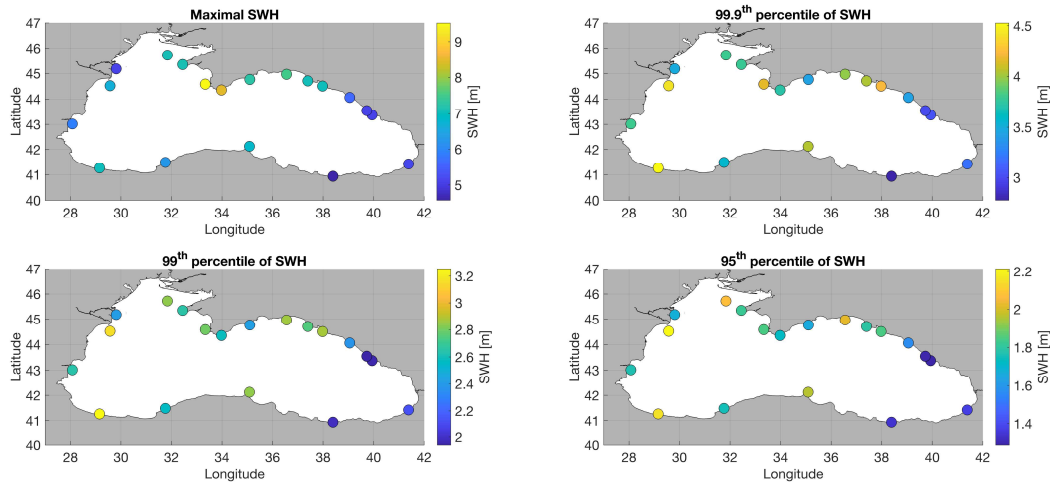 Maximal SWH
47
46
45
44
43
42
41
40
Latitude
28 30 32 34 36 38 40 42
Longitude
9
8
7
6
5
SWH [m]
99.9th percentile of SWH
47
46
45
44
43
42
41
40
Latitude
28 30 32 34 36 38 40 42
Longitude
4.5
4
3.5
3
SWH [m]
99th percentile of SWH
47
46
45
44
43
42
41
40
Latitude
28 30 32 34 36 38 40 42
Longitude
3.2
3
2.8
2.6
2.4
2.2
2
SWH [m]
95th percentile of SWH
47
46
45
44
43
42
41
40
Latitude
28 30 32 34 36 38 40 42
Longitude
2.2
2
1.8
1.6
1.4
SWH [m]